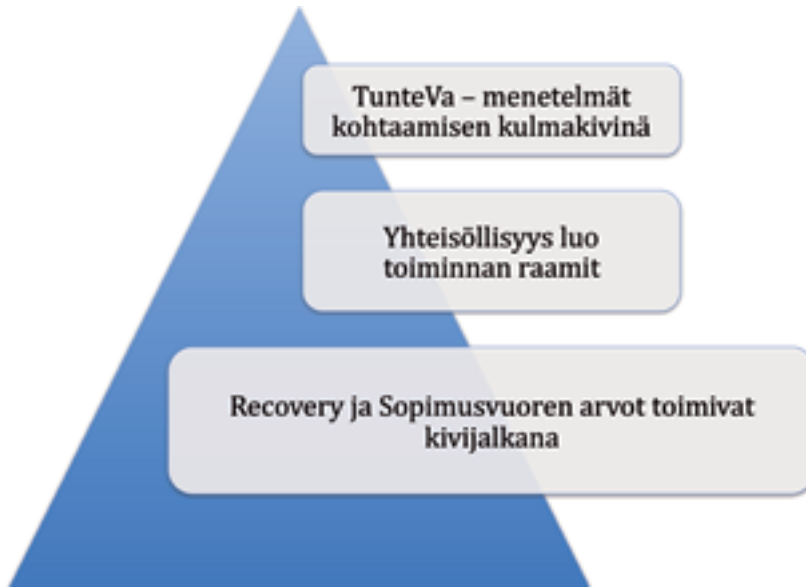 TunteVa – menetelmät
kohtaamisen kulmakivinä
Yhteisöllisyys luo
toiminnan raamit
Recovery ja Sopimusvuoren arvot toimivat
kivijalkana